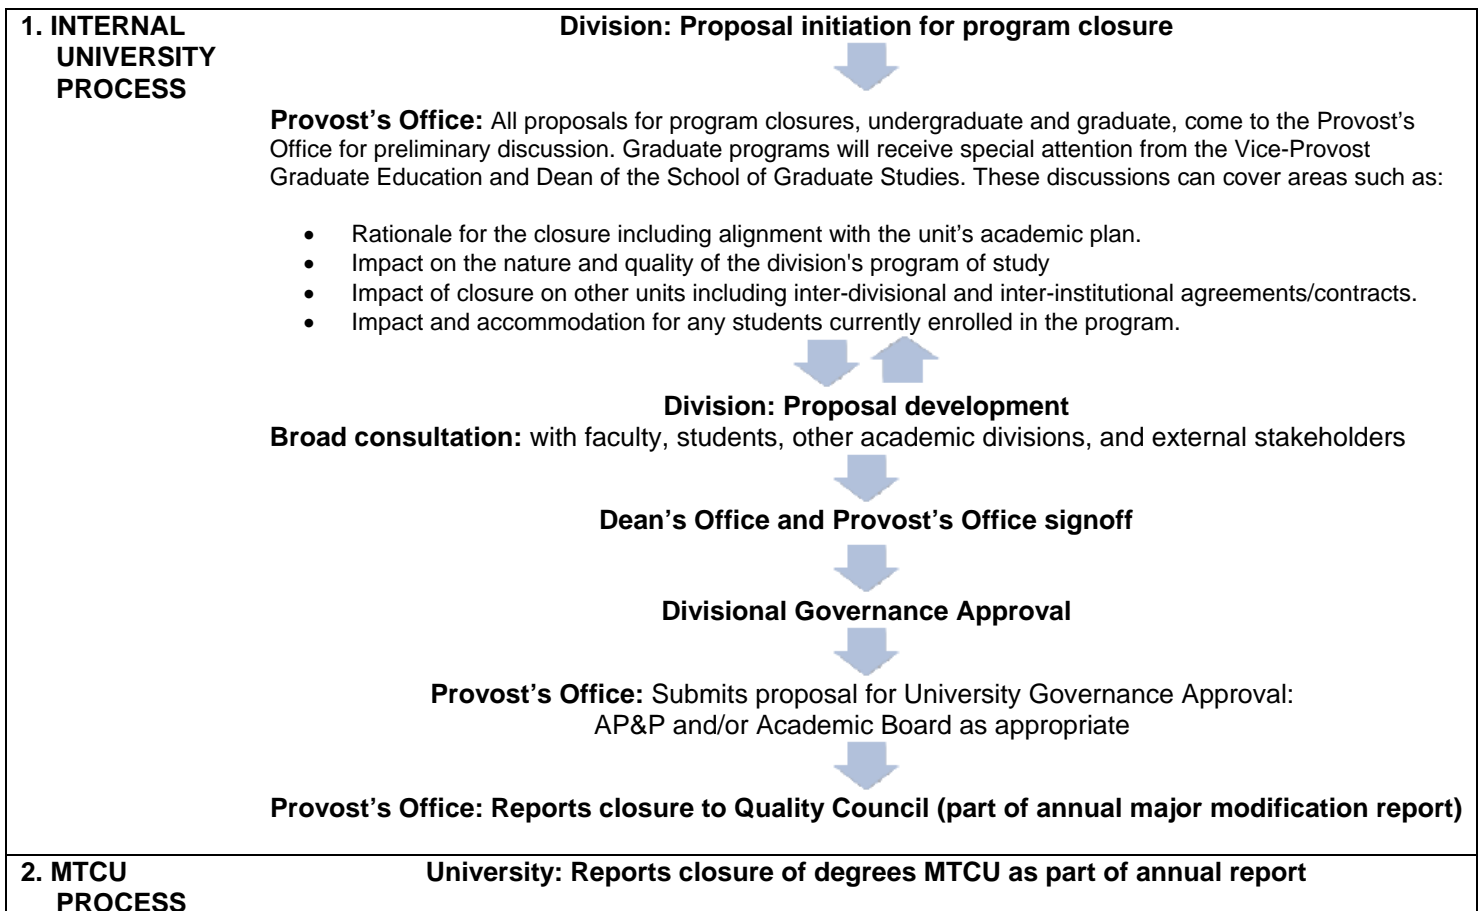 1. INTERNAL UNIVERSITY PROCESS
Division: Proposal initiation for program closure
Provost's Office: All proposals for program closures, undergraduate and graduate, come to the Provost's
Office for preliminary discussion. Graduate programs will receive special attention from the Vice-Provost
Graduate Education and Dean of the School of Graduate Studies. These discussions can cover areas such as:
• Rationale for the closure including alignment with the unit's academic plan.
• Impact on the nature and quality of the division's program of study
• Impact of closure on other units including inter-divisional and inter-institutional agreements/contracts.
• Impact and accommodation for any students currently enrolled in the program.
Division: Proposal development
Broad consultation: with faculty, students, other academic divisions, and external stakeholders
Dean's Office and Provost's Office signoff
Divisional Governance Approval
Provost's Office: Submits proposal for University Governance Approval:
AP&P and/or Academic Board as appropriate
Provost's Office: Reports closure to Quality Council (part of annual major modification report)
2. MTCU PROCESS
University: Reports closure of degrees MTCU as part of annual report